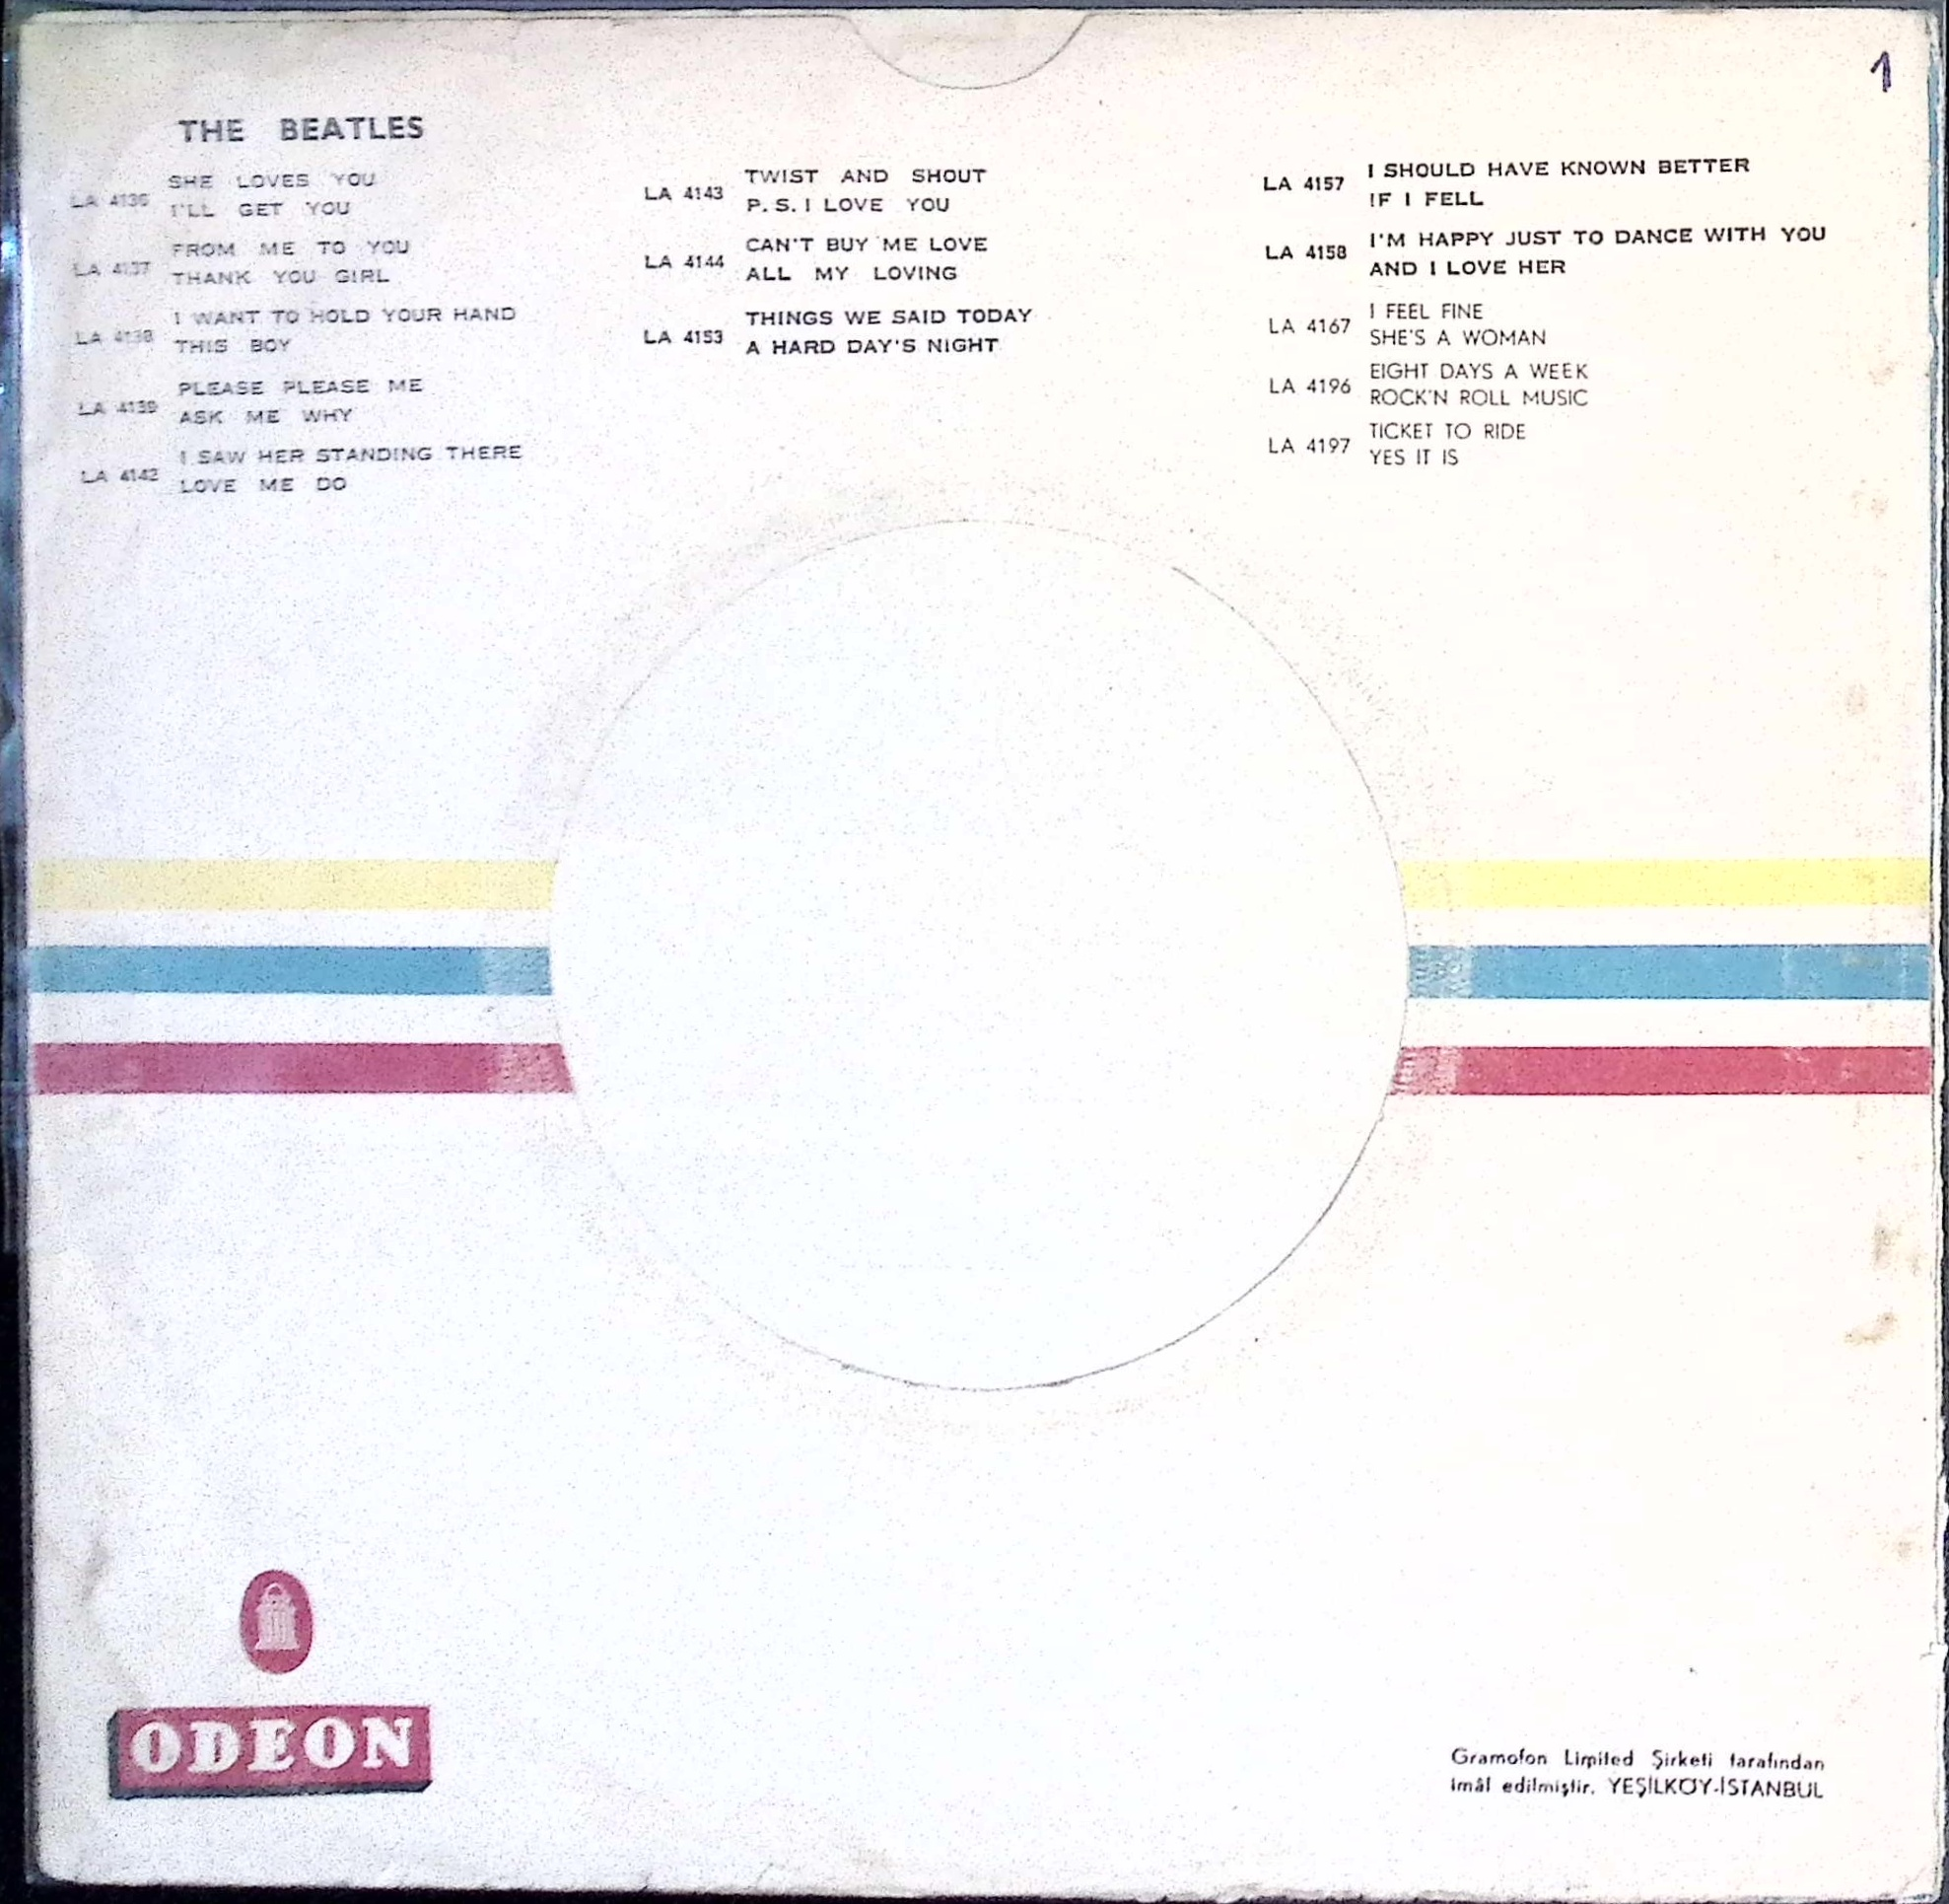 1
THE BEATLES
LA 4136 SHE LOVES YOU
I'LL GET YOU
LA 4137 FROM ME TO YOU
THANK YOU GIRL
LA 4138 I WANT TO HOLD YOUR HAND
THIS BOY
LA 4139 PLEASE PLEASE ME
ASK ME WHY
LA 4142 I SAW HER STANDING THERE
LOVE ME DO
LA 4143 TWIST AND SHOUT
P.S. I LOVE YOU
LA 4144 CAN'T BUY ME LOVE
ALL MY LOVING
LA 4153 THINGS WE SAID TODAY
A HARD DAY'S NIGHT
LA 4157 I SHOULD HAVE KNOWN BETTER
IF I FELL
LA 4158 I'M HAPPY JUST TO DANCE WITH YOU
AND I LOVE HER
LA 4167 I FEEL FINE
SHE'S A WOMAN
LA 4196 EIGHT DAYS A WEEK
ROCK'N ROLL MUSIC
LA 4197 TICKET TO RIDE
YES IT IS
ODEON
Gramofon Limited Şirketi tarafından
imâl edilmiştir. YEŞİLKÖY-İSTANBUL